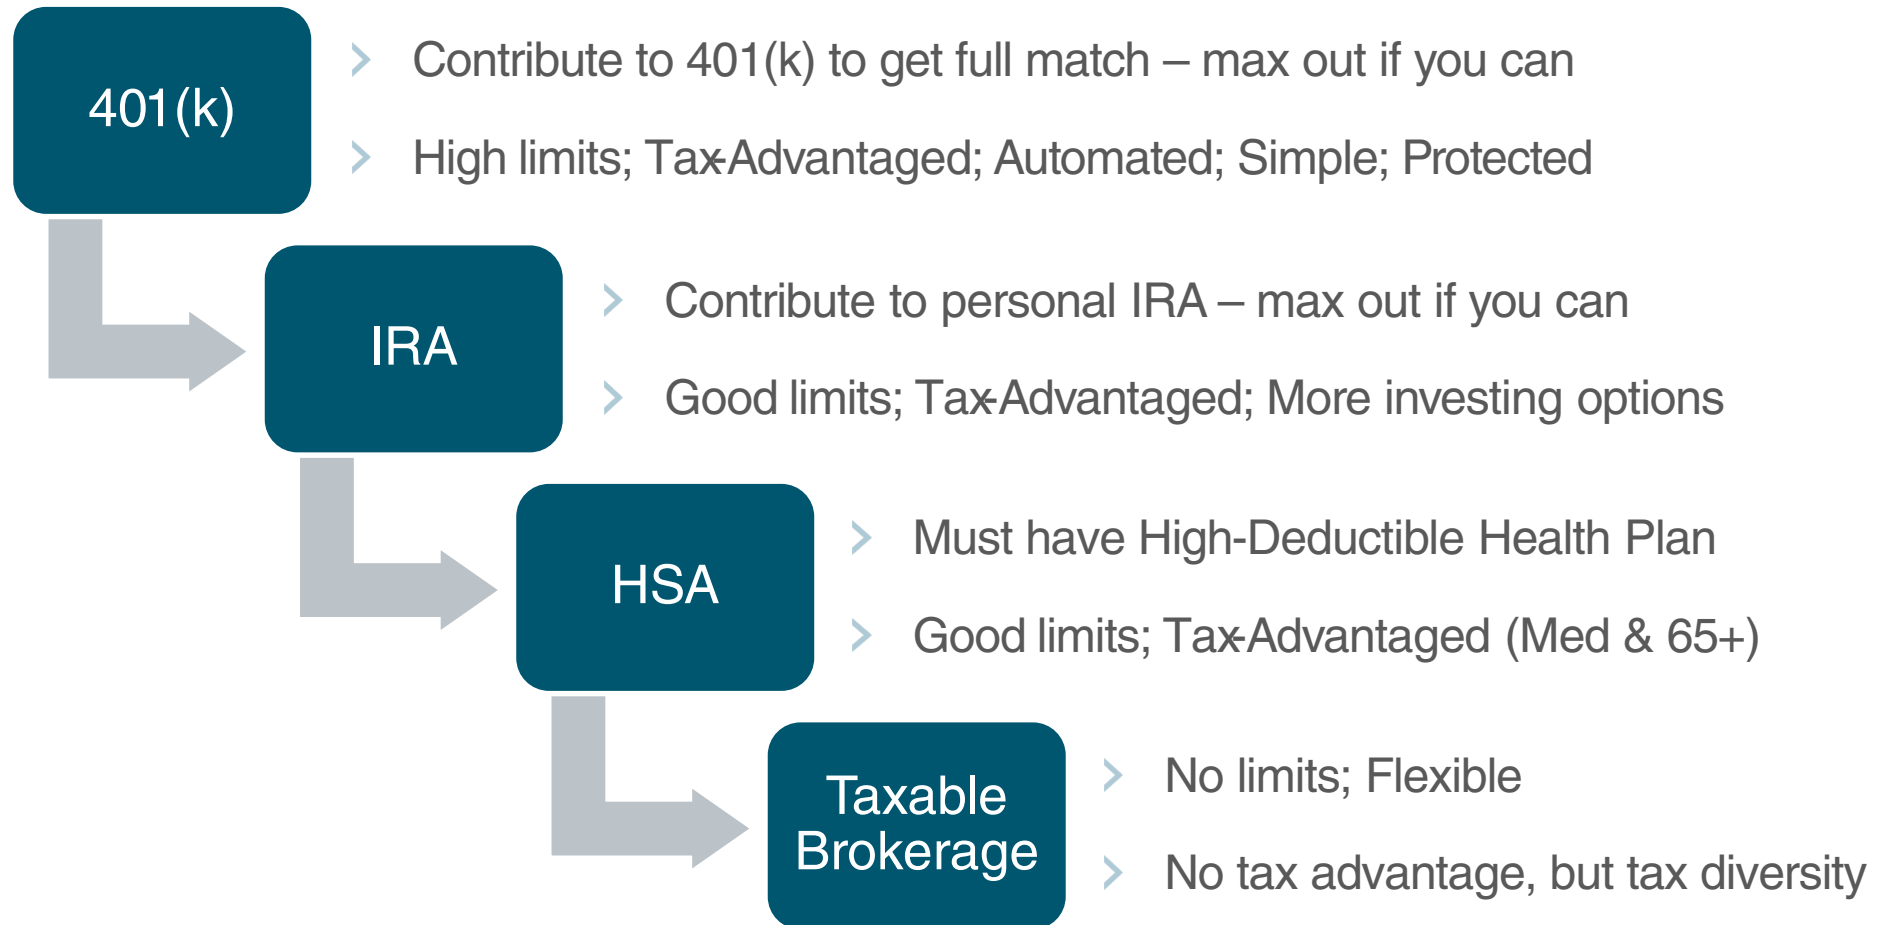 401(k)
Contribute to 401(k) to get full match – max out if you can
High limits; Tax-Advantaged; Automated; Simple; Protected
IRA
Contribute to personal IRA – max out if you can
Good limits; Tax-Advantaged; More investing options
HSA
Must have High-Deductible Health Plan
Good limits; Tax-Advantaged (Med & 65+)
Taxable
Brokerage
No limits; Flexible
No tax advantage, but tax diversity